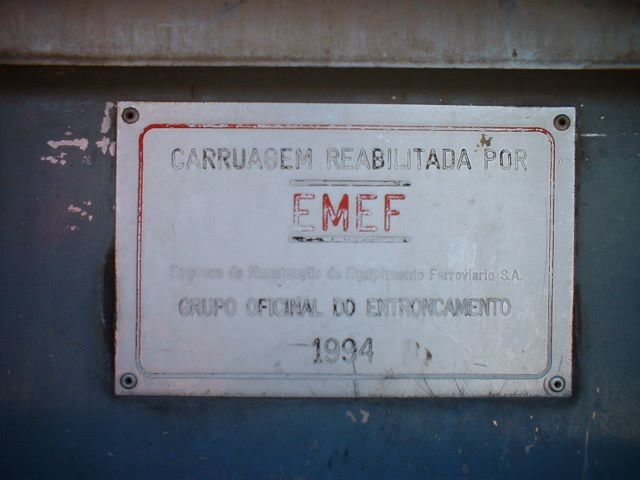 CARRUAGEM REABILITADA POR
EMEF
Empresa de Manutenção de Equipamento Ferroviario S.A.
GRUPO OFICINAL DO ENTRONCAMENTO
1994